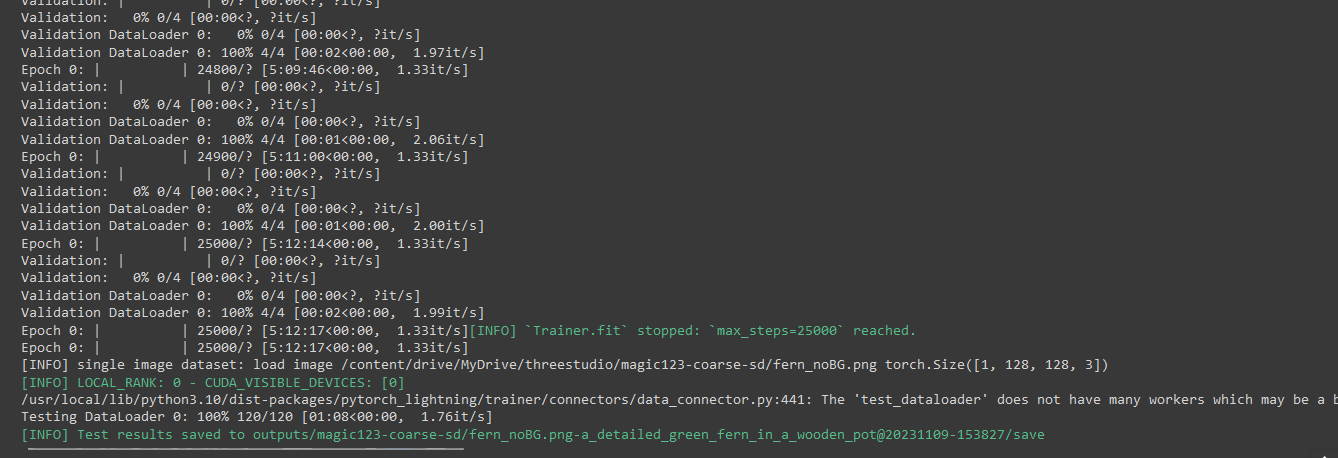 Validation: | | 0/? [00:00<?, ?it/s]
Validation: 0% 0/4 [00:00<?, ?it/s]
Validation DataLoader 0: 0% 0/4 [00:00<?, ?it/s]
Validation DataLoader 0: 100% 4/4 [00:02<00:00, 1.97it/s]
Epoch 0: | | 24800/? [5:09:46<00:00, 1.33it/s]
Validation: | | 0/? [00:00<?, ?it/s]
Validation: 0% 0/4 [00:00<?, ?it/s]
Validation DataLoader 0: 0% 0/4 [00:00<?, ?it/s]
Validation DataLoader 0: 100% 4/4 [00:01<00:00, 2.06it/s]
Epoch 0: | | 24900/? [5:11:00<00:00, 1.33it/s]
Validation: | | 0/? [00:00<?, ?it/s]
Validation: 0% 0/4 [00:00<?, ?it/s]
Validation DataLoader 0: 0% 0/4 [00:00<?, ?it/s]
Validation DataLoader 0: 100% 4/4 [00:01<00:00, 2.00it/s]
Epoch 0: | | 25000/? [5:12:14<00:00, 1.33it/s]
Validation: | | 0/? [00:00<?, ?it/s]
Validation: 0% 0/4 [00:00<?, ?it/s]
Validation DataLoader 0: 0% 0/4 [00:00<?, ?it/s]
Validation DataLoader 0: 100% 4/4 [00:02<00:00, 1.99it/s]
Epoch 0: | | 25000/? [5:12:17<00:00, 1.33it/s][INFO] `Trainer.fit` stopped: `max_steps=25000` reached.
Epoch 0: | | 25000/? [5:12:17<00:00, 1.33it/s]
[INFO] single image dataset: load image /content/drive/MyDrive/threestudio/magic123-coarse-sd/fern_noBG.png torch.Size([1, 128, 128, 3])
[INFO] LOCAL_RANK: 0 - CUDA_VISIBLE_DEVICES: [0]
/usr/local/lib/python3.10/dist-packages/pytorch_lightning/trainer/connectors/data_connector.py:441: The 'test_dataloader' does not have many workers which may be a b
Testing DataLoader 0: 100% 120/120 [01:08<00:00, 1.76it/s]
[INFO] Test results saved to outputs/magic123-coarse-sd/fern_noBG.png-a_detailed_green_fern_in_a_wooden_pot@20231109-153827/save